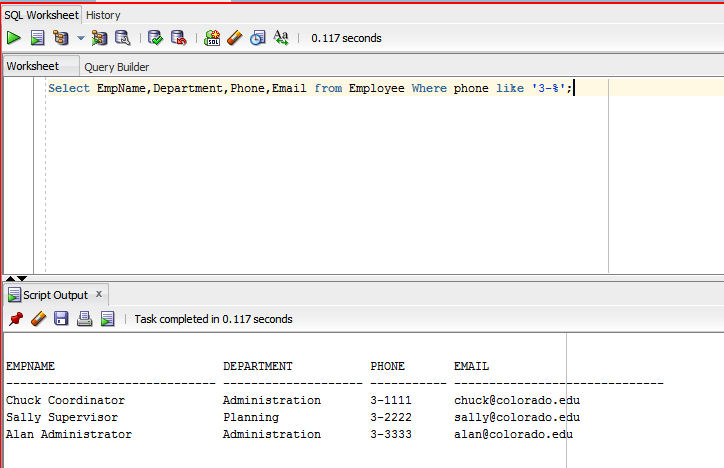 SQL Worksheet History
SQL 0.117 seconds
Worksheet Query Builder
Select EmpName,Department,Phone,Email from Employee Where phone like '3-%';
Script Output x
Task completed in 0.117 seconds
EMPNAME DEPARTMENT PHONE EMAIL
------------------------------ -------------------- ----------- ------------------------------
Chuck Coordinator Administration 3-1111 chuck@colorado.edu
Sally Supervisor Planning 3-2222 sally@colorado.edu
Alan Administrator Administration 3-3333 alan@colorado.edu